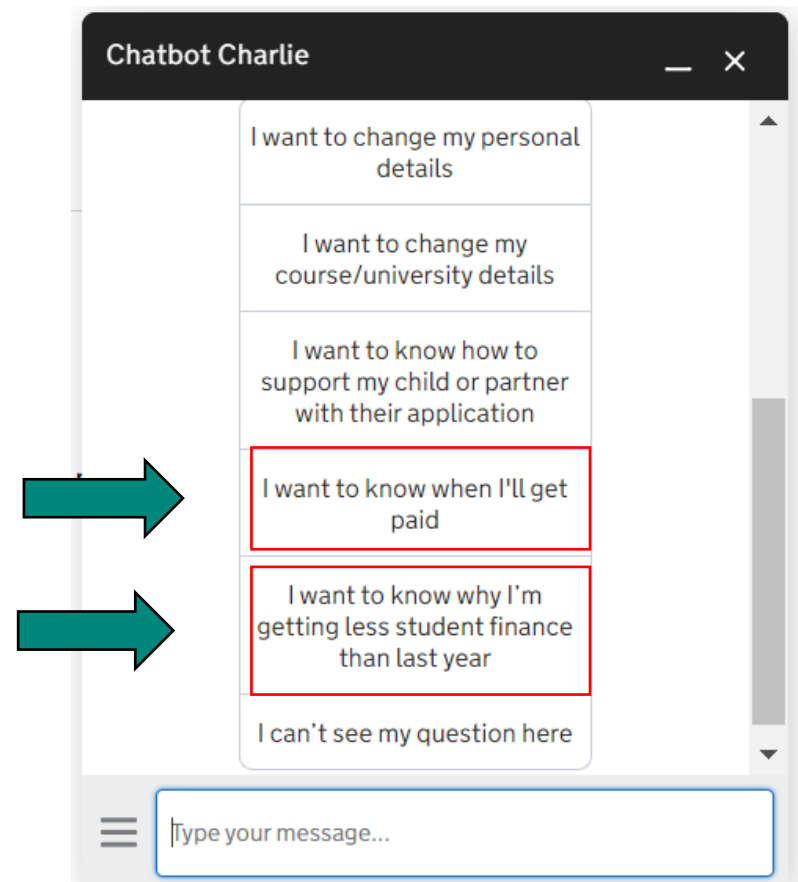 Chatbot Charlie
I want to change my personal
details
I want to change my
course/university details
I want to know how to
support my child or partner
with their application
I want to know when I'll get
paid
I want to know why I’m
getting less student finance
than last year
I can’t see my question here
Type your message...